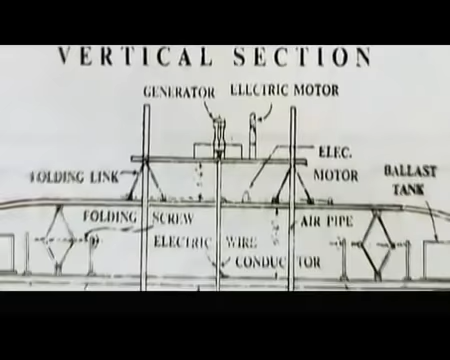 VERTICAL SECTION
GENERATOR ELECTRIC MOTOR
ELEC.
MOTOR
FOLDING LINK
BALLAST
TANK
FOLDING SCREW
AIR PIPE
ELECTRIC WIRE
CONDUCTOR